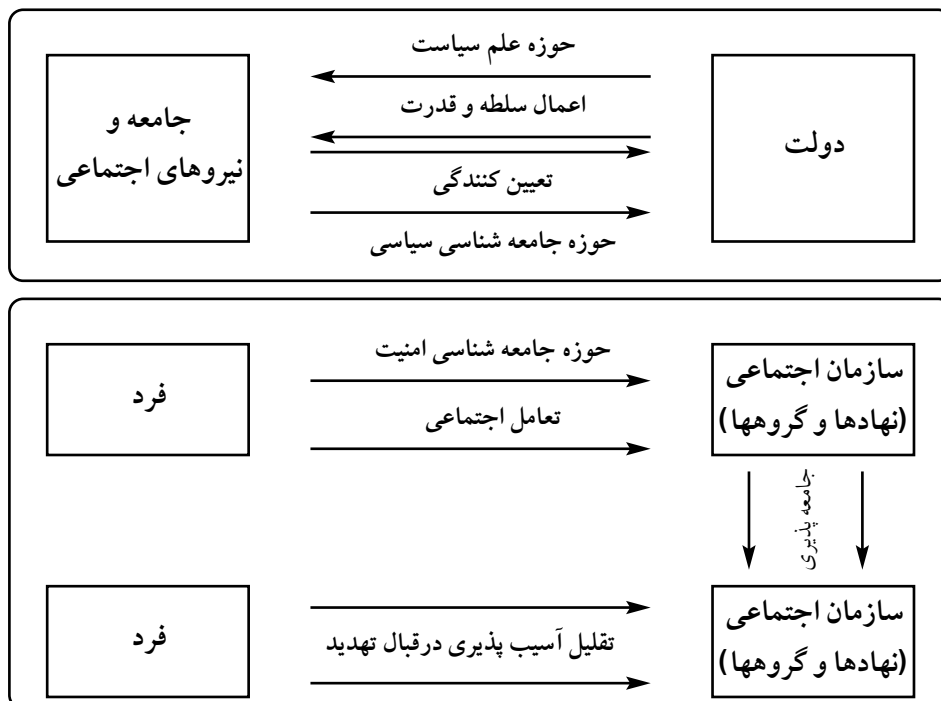 دولت
حوزه علم سیاست
اعمال سلطه و قدرت
تعیین کنندگی
حوزه جامعه شناسی سیاسی
جامعه و
نیروهای اجتماعی
سازمان اجتماعی
(نهادها و گروهها)
حوزه جامعه شناسی امنیت
تعامل اجتماعی
فرد
جامعه پذیری
سازمان اجتماعی
(نهادها و گروهها)
تقلیل آسیب پذیری درقبال تهدید
فرد